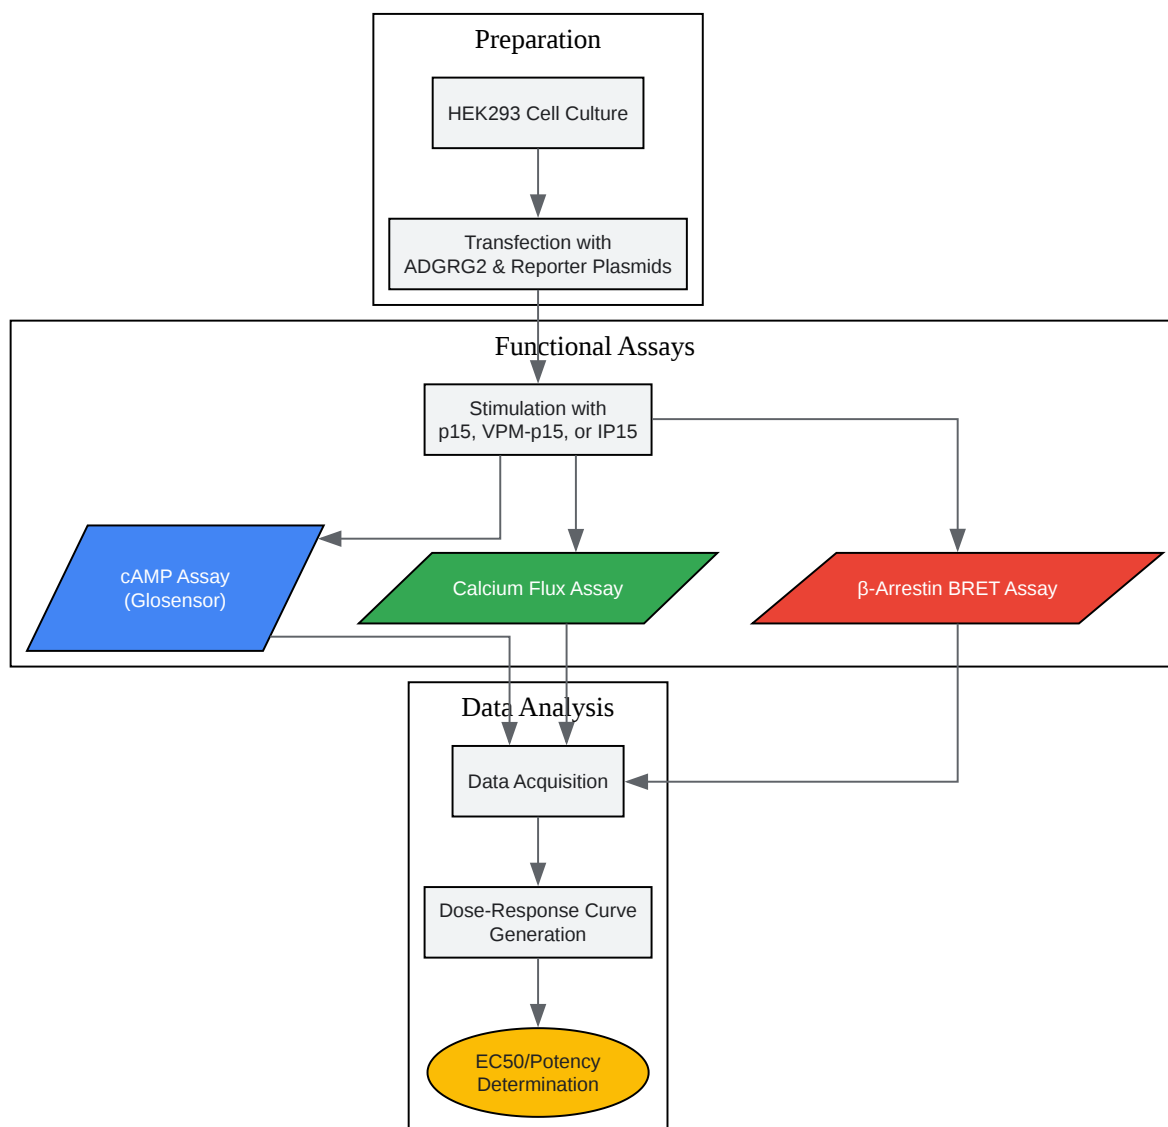 Preparation
HEK293 Cell Culture
Transfection with
ADGRG2 & Reporter Plasmids
Functional Assays
Stimulation with
p15, VPM-p15, or IP15
cAMP Assay
(Glosensor)
Calcium Flux Assay
β-Arrestin BRET Assay
Data Analysis
Data Acquisition
Dose-Response Curve
Generation
EC50/Potency
Determination